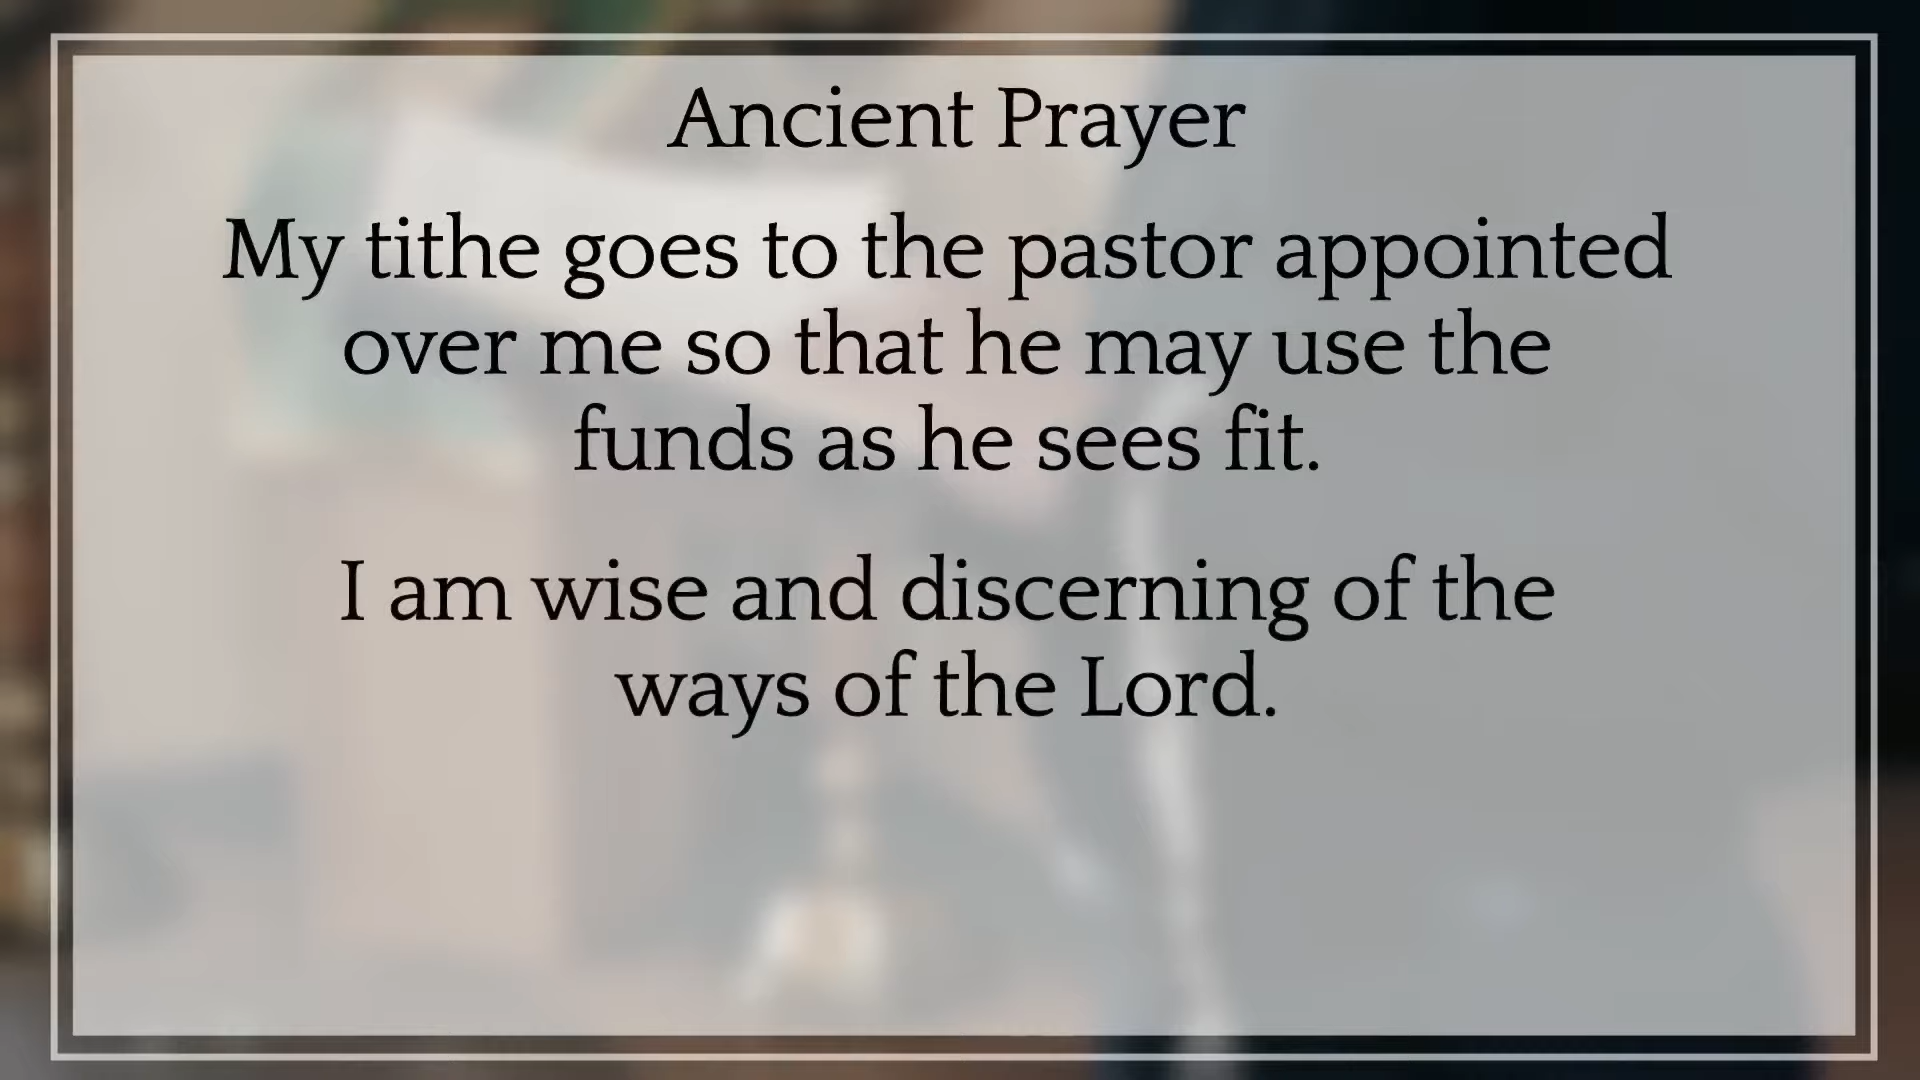 Ancient Prayer
My tithe goes to the pastor appointed
over me so that he may use the
funds as he sees fit.
I am wise and discerning of the
ways of the Lord.